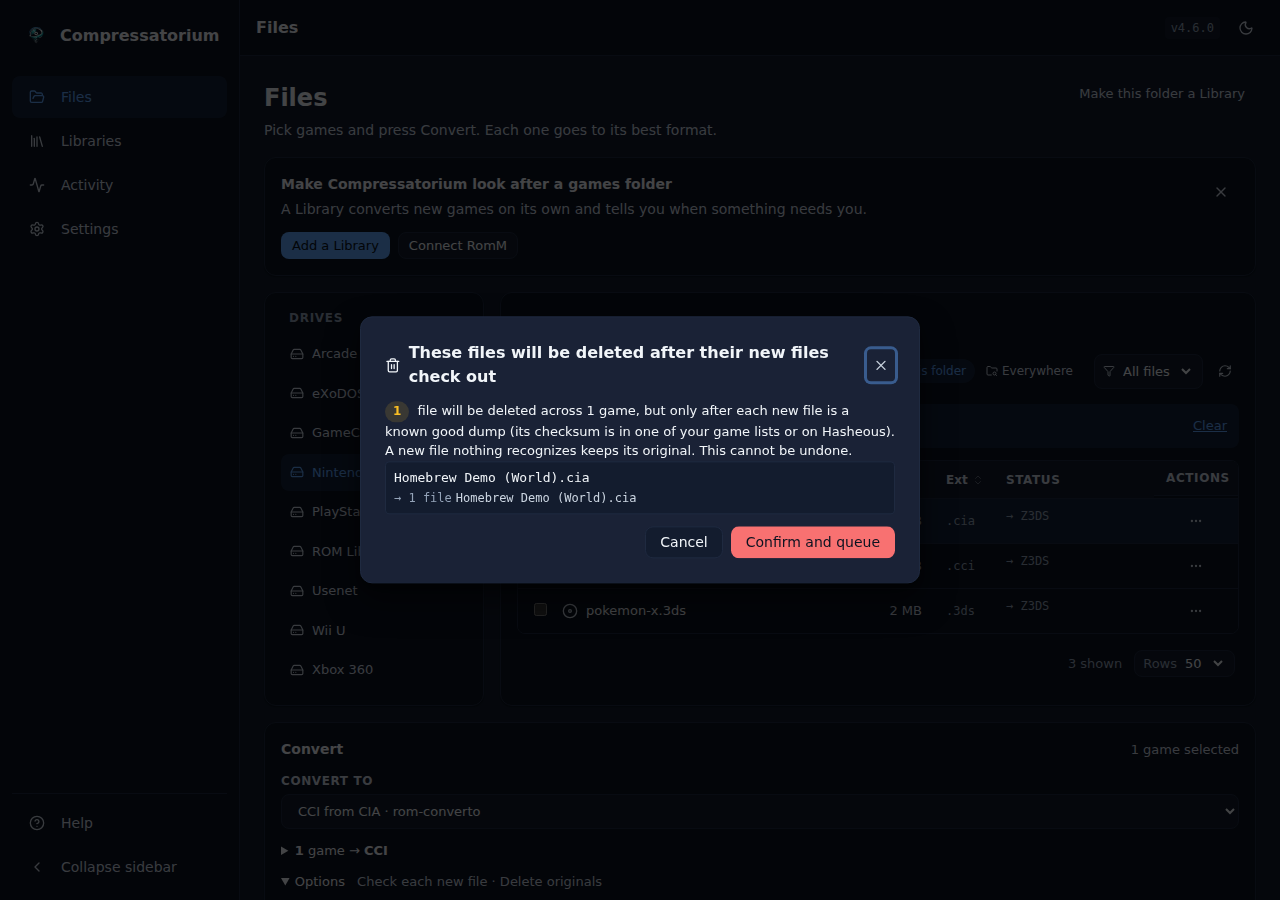 Compressatorium
Files
Libraries
Activity
Settings
Help
Collapse sidebar
Files
v4.6.0
Files
Make this folder a Library
Pick games and press Convert. Each one goes to its best format.
Make Compressatorium look after a games folder
A Library converts new games on its own and tells you when something needs you.
Add a Library
Connect RomM
DRIVES
Arcade
eXoDOS
GameC
Nintend
PlaySta
ROM Li
Usenet
Wii U
Xbox 360
s folder
Everywhere
All files
Clear
Ext
STATUS
ACTIONS
.cia
→ Z3DS
.cci
→ Z3DS
pokemon-x.3ds
2 MB
.3ds
→ Z3DS
3 shown
Rows 50
These files will be deleted after their new files
check out
1 file will be deleted across 1 game, but only after each new file is a
known good dump (its checksum is in one of your game lists or on Hasheous).
A new file nothing recognizes keeps its original. This cannot be undone.
Homebrew Demo (World).cia
→ 1 file Homebrew Demo (World).cia
Cancel
Confirm and queue
Convert
1 game selected
CONVERT TO
CCI from CIA · rom-converto
1 game → CCI
Options Check each new file · Delete originals